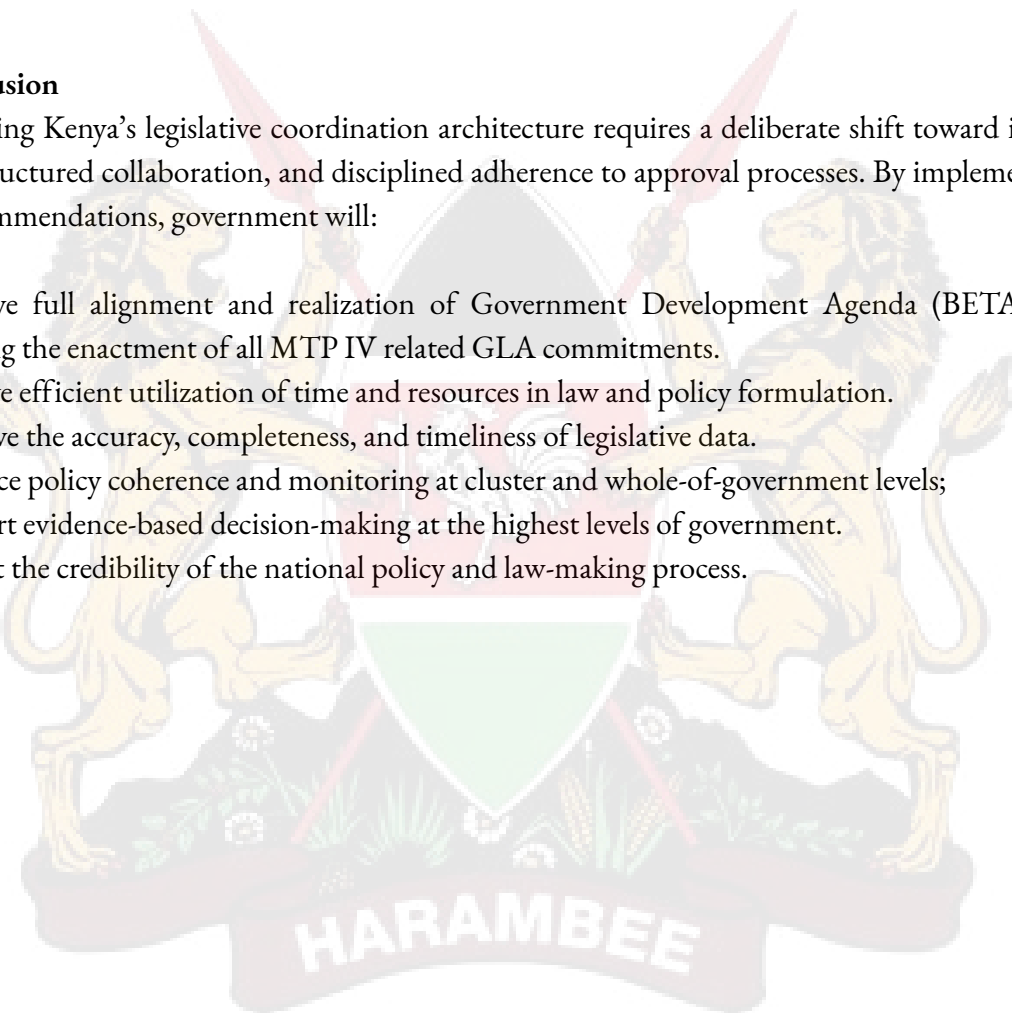 usion
ing Kenya’s legislative coordination architecture requires a deliberate shift toward i
uctured collaboration, and disciplined adherence to approval processes. By impleme
mmendations, government will:
ve full alignment and realization of Government Development Agenda (BETA
g the enactment of all MTP IV related GLA commitments.
ve efficient utilization of time and resources in law and policy formulation.
ve the accuracy, completeness, and timeliness of legislative data.
ce policy coherence and monitoring at cluster and whole-of-government levels;
rt evidence-based decision-making at the highest levels of government.
t the credibility of the national policy and law-making process.
HARAMBEE